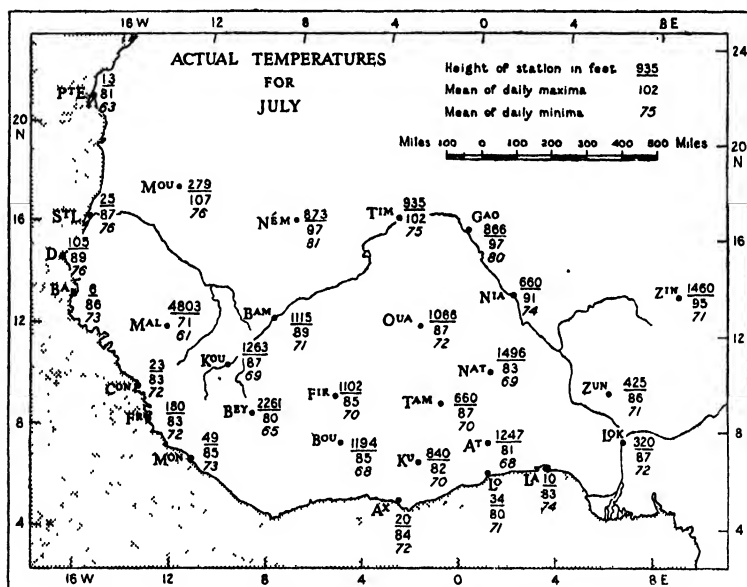 16 W 12 8 4 0 4 8 E
ACTUAL TEMPERATURES
FOR
JULY
Height of station in feet 935
Mean of daily maxima 102
Mean of daily minima 75
Miles 100 0 100 200 400 800 Miles
24
20
N
16
12
8
4
20
N
16
12
8
4
PTE.
13
81
63
MOU
279
107
76
STL
25
87
76
NÉM
873
97
81
TIM
935
102
75
GAO
866
97
80
DA
105
89
76
BA
6
86
73
MAL
4803
71
61
BAM
1115
89
71
OUA
1086
87
72
NIA
660
91
74
ZIN
1460
95
71
KOU
1263
87
69
NAT
1496
83
69
CON
23
83
72
FRE
180
83
72
BEY
2261
80
65
FIR
1102
85
70
TAM
660
87
70
ZUN
425
86
71
MON
49
85
73
BOU
1194
85
68
KU
840
82
70
AT
1247
81
68
LOK
320
87
72
AX
20
84
72
LO
34
80
71
LA
10
83
74
16 W 12 8 4 0 4 8 E